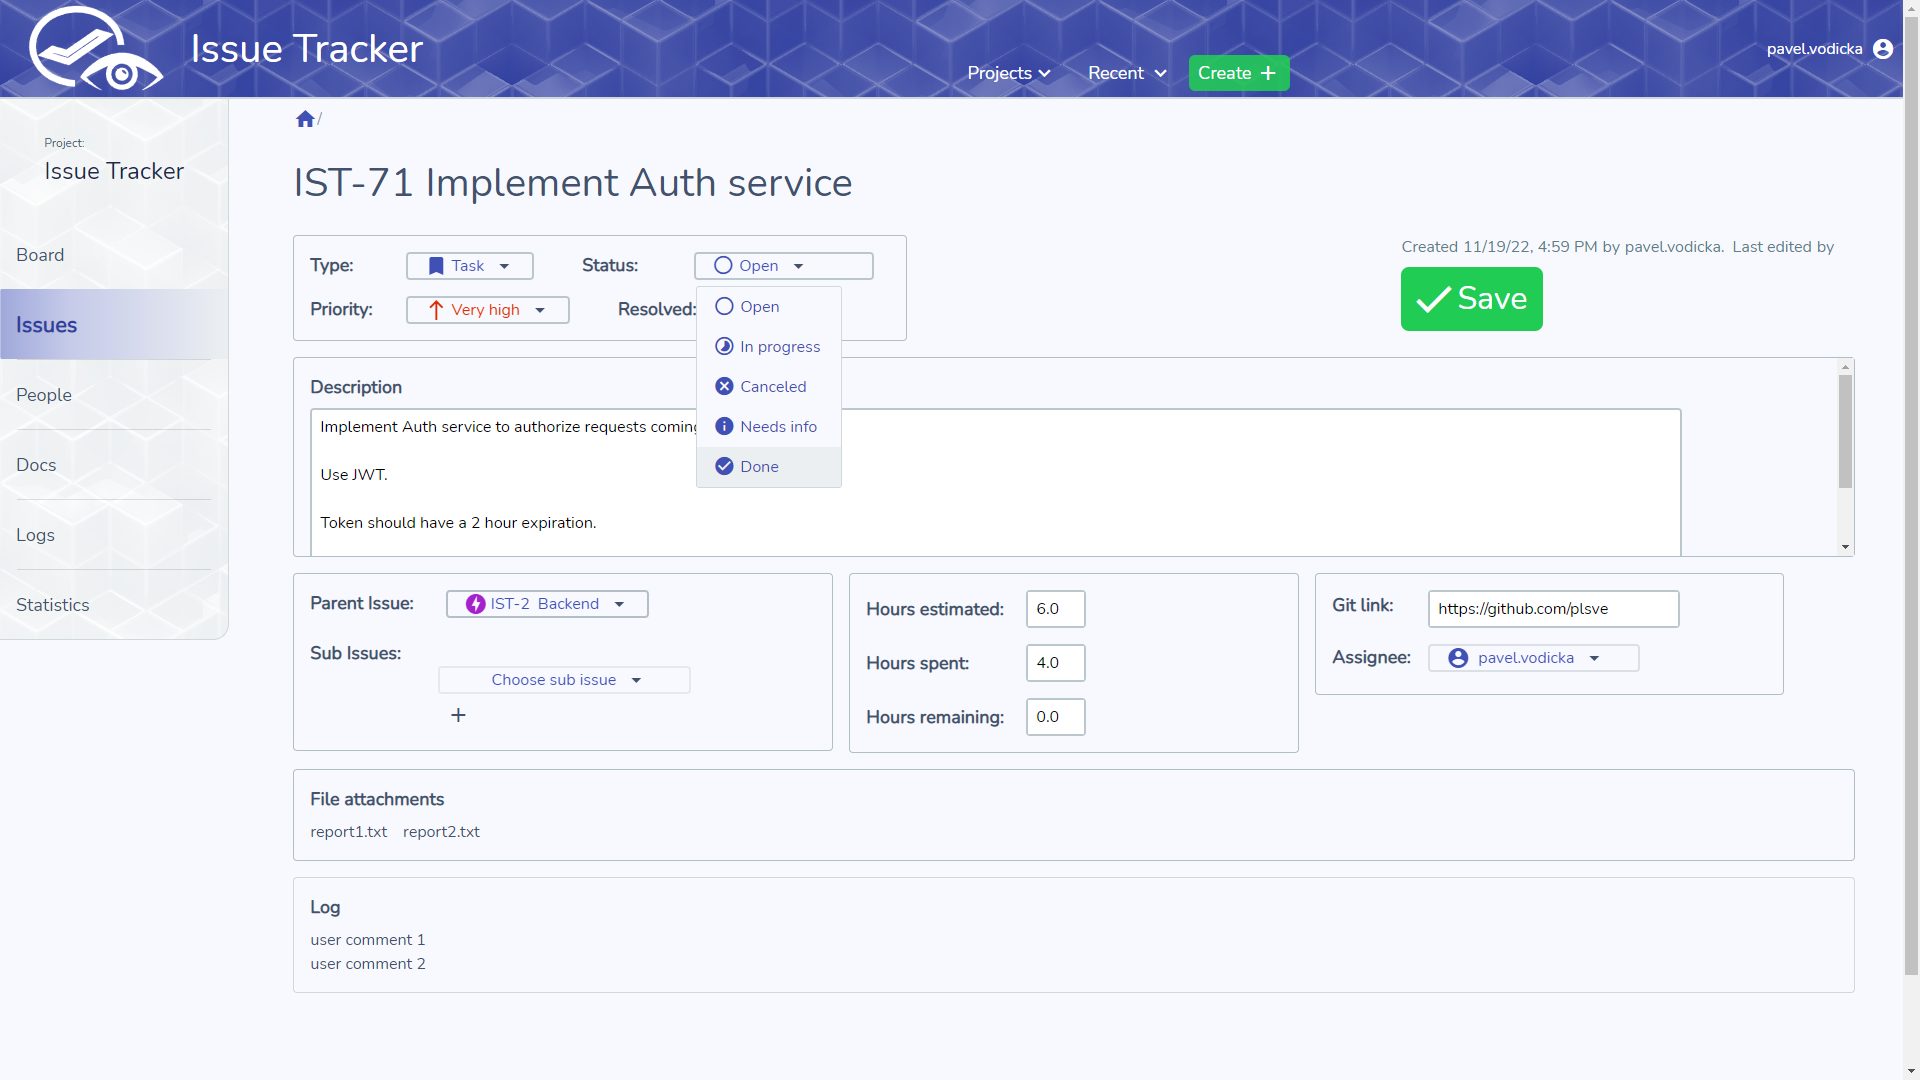 Issue Tracker
Projects
Recent
Create
pavel.vodicka
Project:
Issue Tracker
Board
Issues
People
Docs
Logs
Statistics
/
IST-71 Implement Auth service
Type:
Task
Status:
Open
Priority:
Very high
Resolved:
Open
In progress
Canceled
Needs info
Done
Created 11/19/22, 4:59 PM by pavel.vodicka. Last edited by
Save
Description
Implement Auth service to authorize requests
Use JWT.
Token should have a 2 hour expiration.
Parent Issue:
IST-2 Backend
Sub Issues:
Choose sub issue
Hours estimated:
6.0
Hours spent:
4.0
Hours remaining:
0.0
Git link:
https://github.com/plsve
Assignee:
pavel.vodicka
File attachments
report1.txt report2.txt
Log
user comment 1
user comment 2